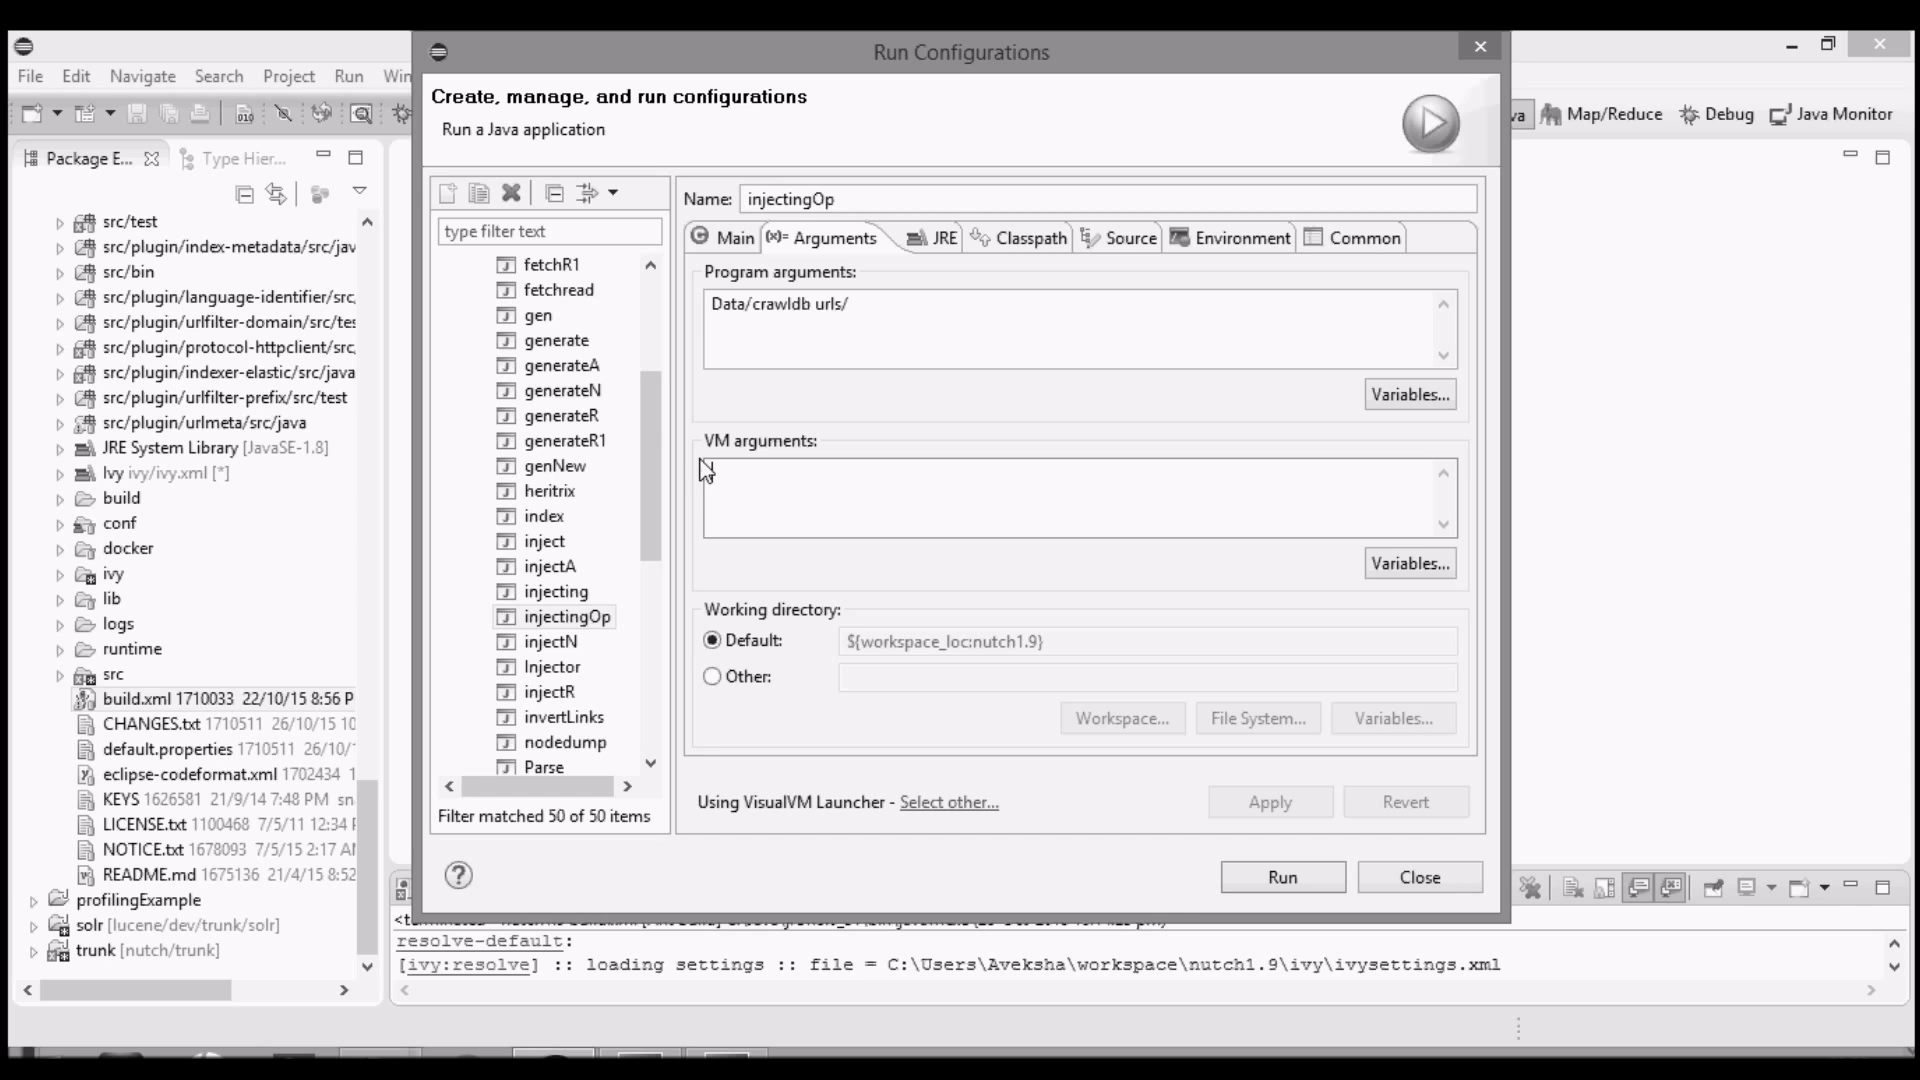 Run Configurations
File Edit Navigate Search Project Run Win
Create, manage, and run configurations
Run a Java application
Map/Reduce Debug Java Monitor
Package E... Type Hier...
src/test
src/plugin/index-metadata/src/jav
src/bin
src/plugin/language-identifier/src,
src/plugin/urlfilter-domain/src/tes
src/plugin/protocol-httpclient/src,
src/plugin/indexer-elastic/src/java
src/plugin/urlfilter-prefix/src/test
src/plugin/urlmeta/src/java
JRE System Library [JavaSE-1.8]
Ivy ivy/ivy.xml [*]
build
conf
docker
ivy
lib
logs
runtime
src
build.xml 1710033 22/10/15 8:56 P
CHANGES.txt 1710511 26/10/15 10
default.properties 1710511 26/10/
eclipse-codeformat.xml 1702434 1
KEYS 1626581 21/9/14 7:48 PM sn
LICENSE.txt 1100468 7/5/11 12:34
NOTICE.txt 1678093 7/5/15 2:17 A
README.md 1675136 21/4/15 8:52
profilingExample
solr [lucene/dev/trunk/solr]
trunk [nutch/trunk]
type filter text
fetchR1
fetchread
gen
generate
generateA
generateN
generateR
generateR1
genNew
heritrix
index
inject
injectA
injecting
injectingOp
injectN
Injector
injectR
invertLinks
nodedump
Parse
Filter matched 50 of 50 items
Name: injectingOp
Main (x)= Arguments JRE Classpath Source Environment Common
Program arguments:
Data/crawldb urls/
Variables...
VM arguments:
Variables...
Working directory:
Default: ${workspace_loc:nutch1.9}
Other:
Workspace... File System... Variables...
Using VisualVM Launcher - Select other...
Apply Revert
Run Close
resolve-default:
[ivy:resolve] :: loading settings :: file = C:\Users\Aveksha\workspace\nutch1.9\ivy\ivysettings.xml